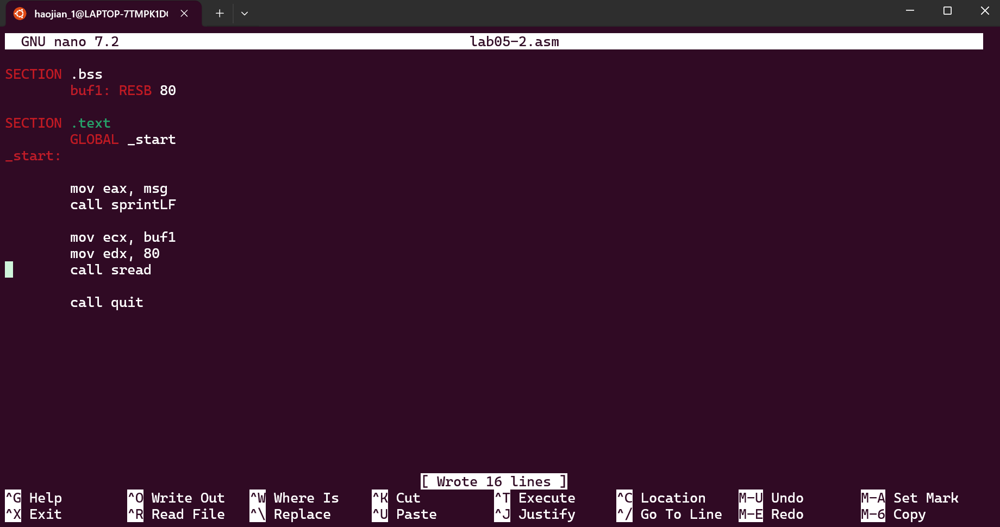 haojian_1@LAPTOP-7TMPK1D
GNU nano 7.2 lab05-2.asm
SECTION .bss
buf1: RESB 80
SECTION .text
GLOBAL _start
_start:
mov eax, msg
call sprintLF
mov ecx, buf1
mov edx, 80
call sread
call quit
[ Wrote 16 lines ]
^G Help ^O Write Out ^W Where Is ^K Cut ^T Execute ^C Location M-U Undo M-A Set Mark
^X Exit ^R Read File ^\ Replace ^U Paste ^J Justify ^/ Go To Line M-E Redo M-6 Copy